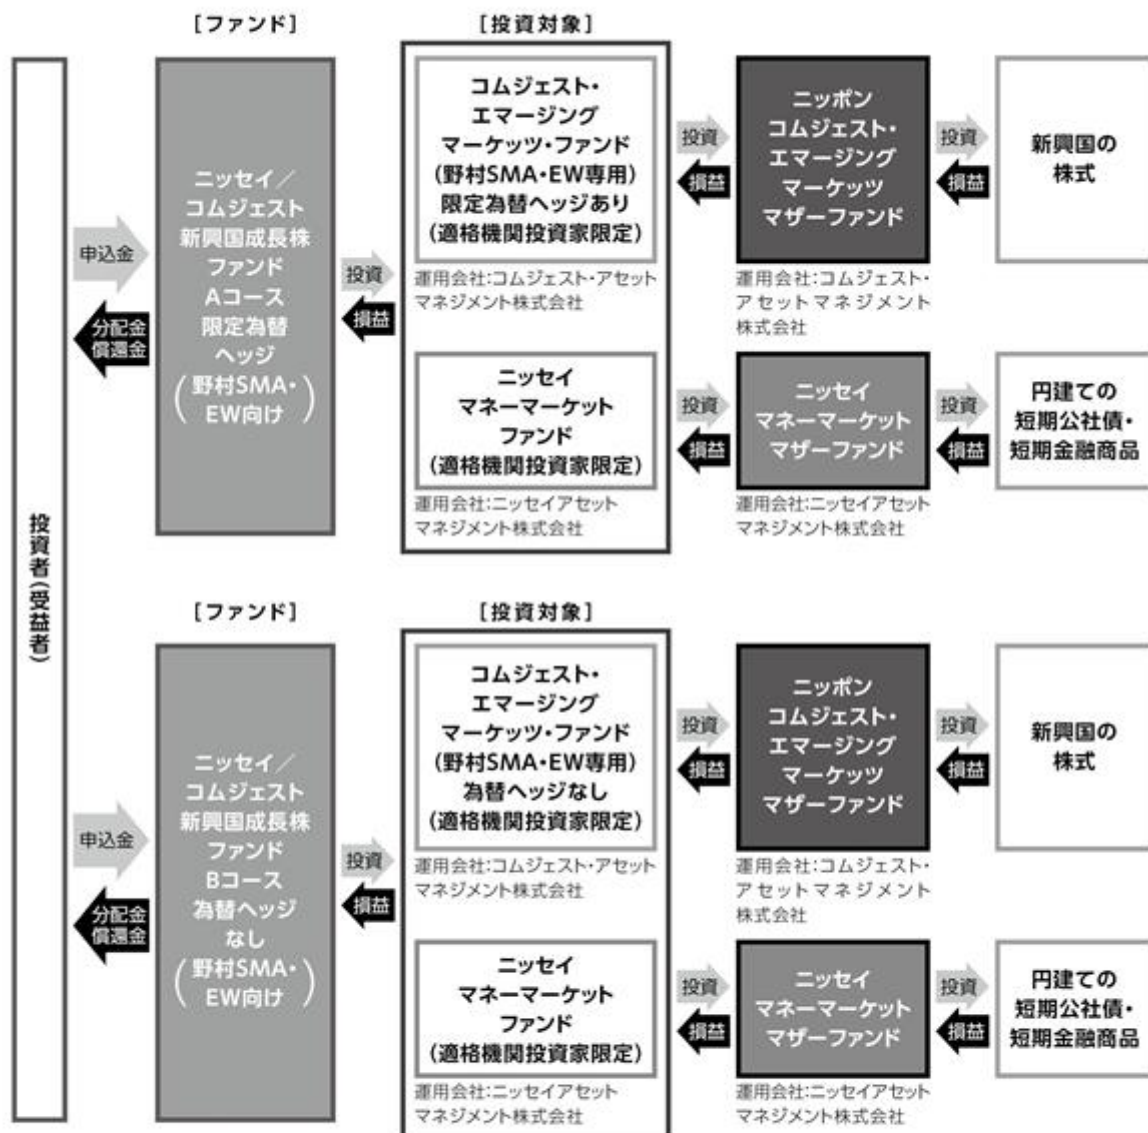 [ファンド]
[投資対象]
投資者(受益者)
申込金
分配金
償還金
ニッセイ／
コムジェスト
新興国成長株
ファンド
Aコース
限定為替
ヘッジ
(野村SMA・
EW向け)
投資
損益
コムジェスト・
エマージング
マーケッツ・ファンド
(野村SMA・EW専用)
限定為替ヘッジあり
(適格機関投資家限定)
運用会社:コムジェスト・アセット
マネジメント株式会社
投資
損益
ニッポン
コムジェスト・
エマージング
マーケッツ
マザーファンド
運用会社:コムジェスト・
アセットマネジメント
株式会社
投資
損益
新興国の
株式
ニッセイ
マネーマーケット
ファンド
(適格機関投資家限定)
運用会社:ニッセイアセット
マネジメント株式会社
投資
損益
ニッセイ
マネーマーケット
マザーファンド
運用会社:ニッセイアセット
マネジメント株式会社
投資
損益
円建ての
短期公社債・
短期金融商品
[ファンド]
[投資対象]
申込金
分配金
償還金
ニッセイ／
コムジェスト
新興国成長株
ファンド
Bコース
為替ヘッジ
なし
(野村SMA・
EW向け)
投資
損益
コムジェスト・
エマージング
マーケッツ・ファンド
(野村SMA・EW専用)
為替ヘッジなし
(適格機関投資家限定)
運用会社:コムジェスト・アセット
マネジメント株式会社
投資
損益
ニッポン
コムジェスト・
エマージング
マーケッツ
マザーファンド
運用会社:コムジェスト・
アセットマネジメント
株式会社
投資
損益
新興国の
株式
ニッセイ
マネーマーケット
ファンド
(適格機関投資家限定)
運用会社:ニッセイアセット
マネジメント株式会社
投資
損益
ニッセイ
マネーマーケット
マザーファンド
運用会社:ニッセイアセット
マネジメント株式会社
投資
損益
円建ての
短期公社債・
短期金融商品